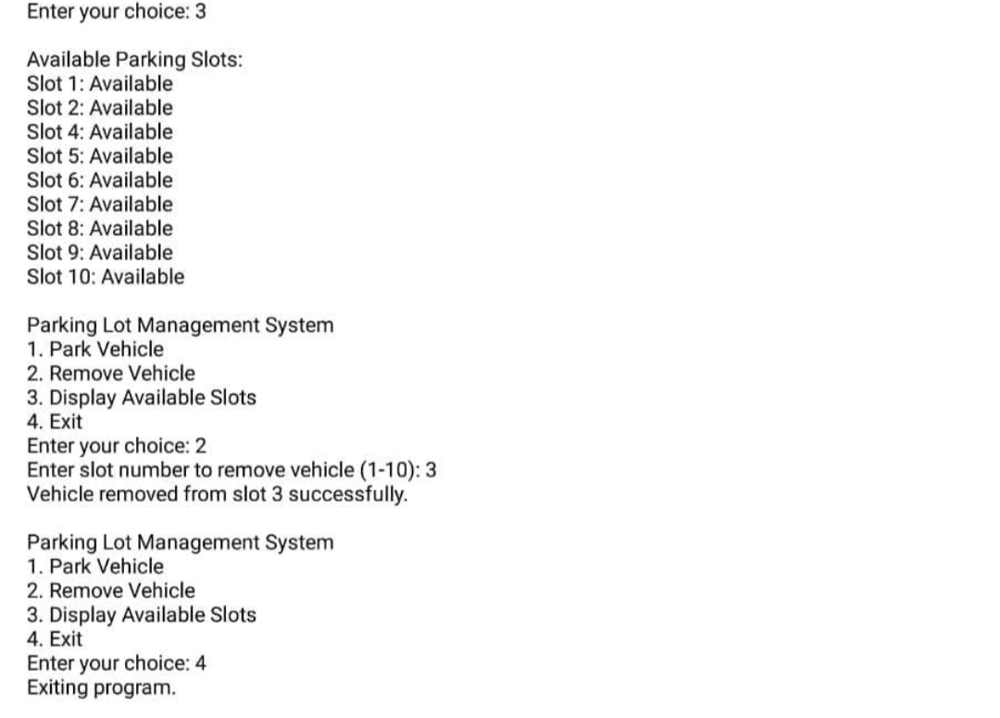 Enter your choice: 3
Available Parking Slots:
Slot 1: Available
Slot 2: Available
Slot 4: Available
Slot 5: Available
Slot 6: Available
Slot 7: Available
Slot 8: Available
Slot 9: Available
Slot 10: Available
Parking Lot Management System
1. Park Vehicle
2. Remove Vehicle
3. Display Available Slots
4. Exit
Enter your choice: 2
Enter slot number to remove vehicle (1-10): 3
Vehicle removed from slot 3 successfully.
Parking Lot Management System
1. Park Vehicle
2. Remove Vehicle
3. Display Available Slots
4. Exit
Enter your choice: 4
Exiting program.